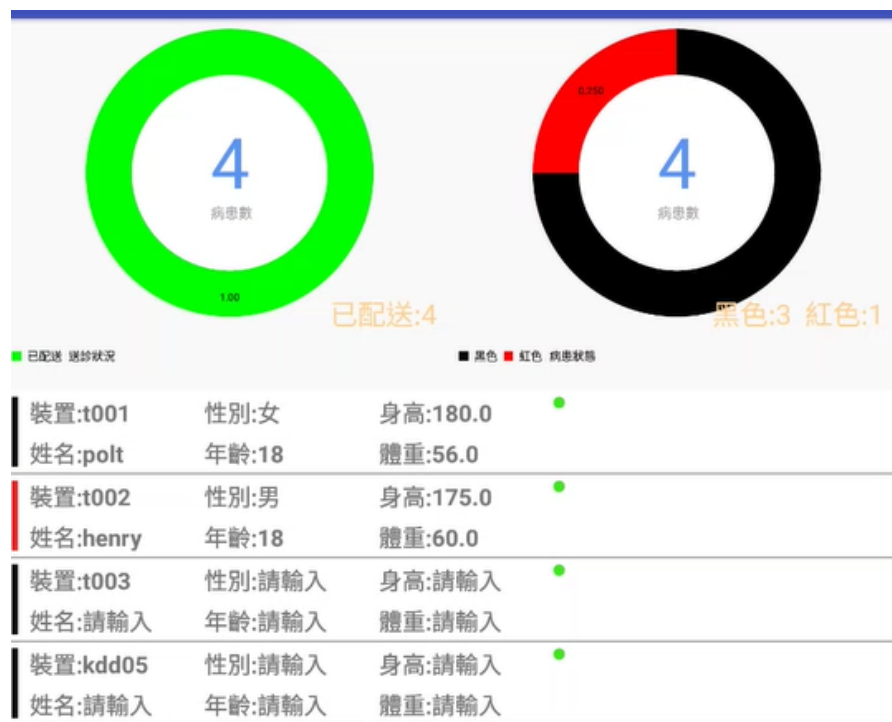 4
病患數
1.00
已配送:4
已配送 送診狀況
0.250
4
病患數
黑色:3 紅色:1
黑色 紅色 病患狀態
裝置:t001 性別:女 身高:180.0
姓名:polt 年齡:18 體重:56.0
裝置:t002 性別:男 身高:175.0
姓名:henry 年齡:18 體重:60.0
裝置:t003 性別:請輸入 身高:請輸入
姓名:請輸入 年齡:請輸入 體重:請輸入
裝置:kdd05 性別:請輸入 身高:請輸入
姓名:請輸入 年齡:請輸入 體重:請輸入